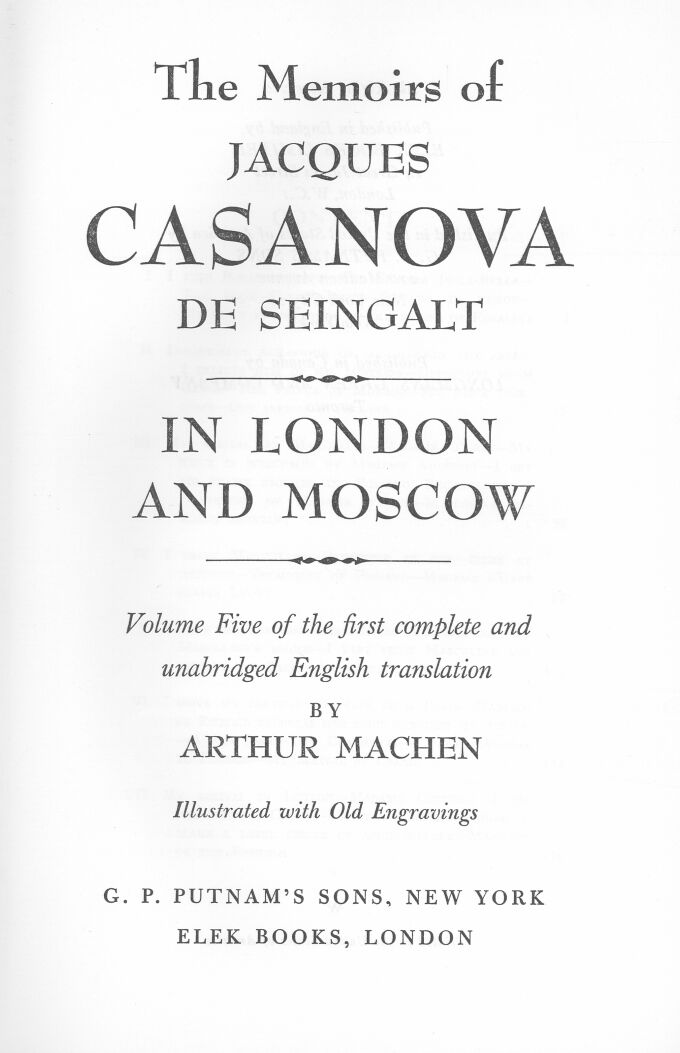 The Memoirs of
JACQUES
CASANOVA
DE SEINGALT
IN LONDON
AND MOSCOW
Volume Five of the first complete and
unabridged English translation
BY
ARTHUR MACHEN
Illustrated with Old Engravings
G. P. PUTNAM'S SONS, NEW YORK
ELEK BOOKS, LONDON